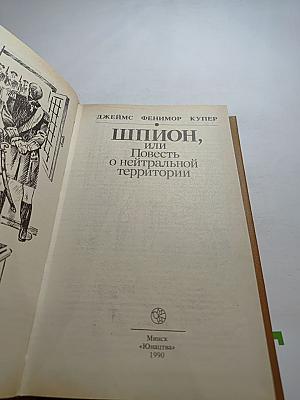 ДЖЕЙМС ФЕНИМОР КУПЕР
ШПИОН,
или
Повесть
о нейтральной
территории
Минск
«Юнацтва»
1990